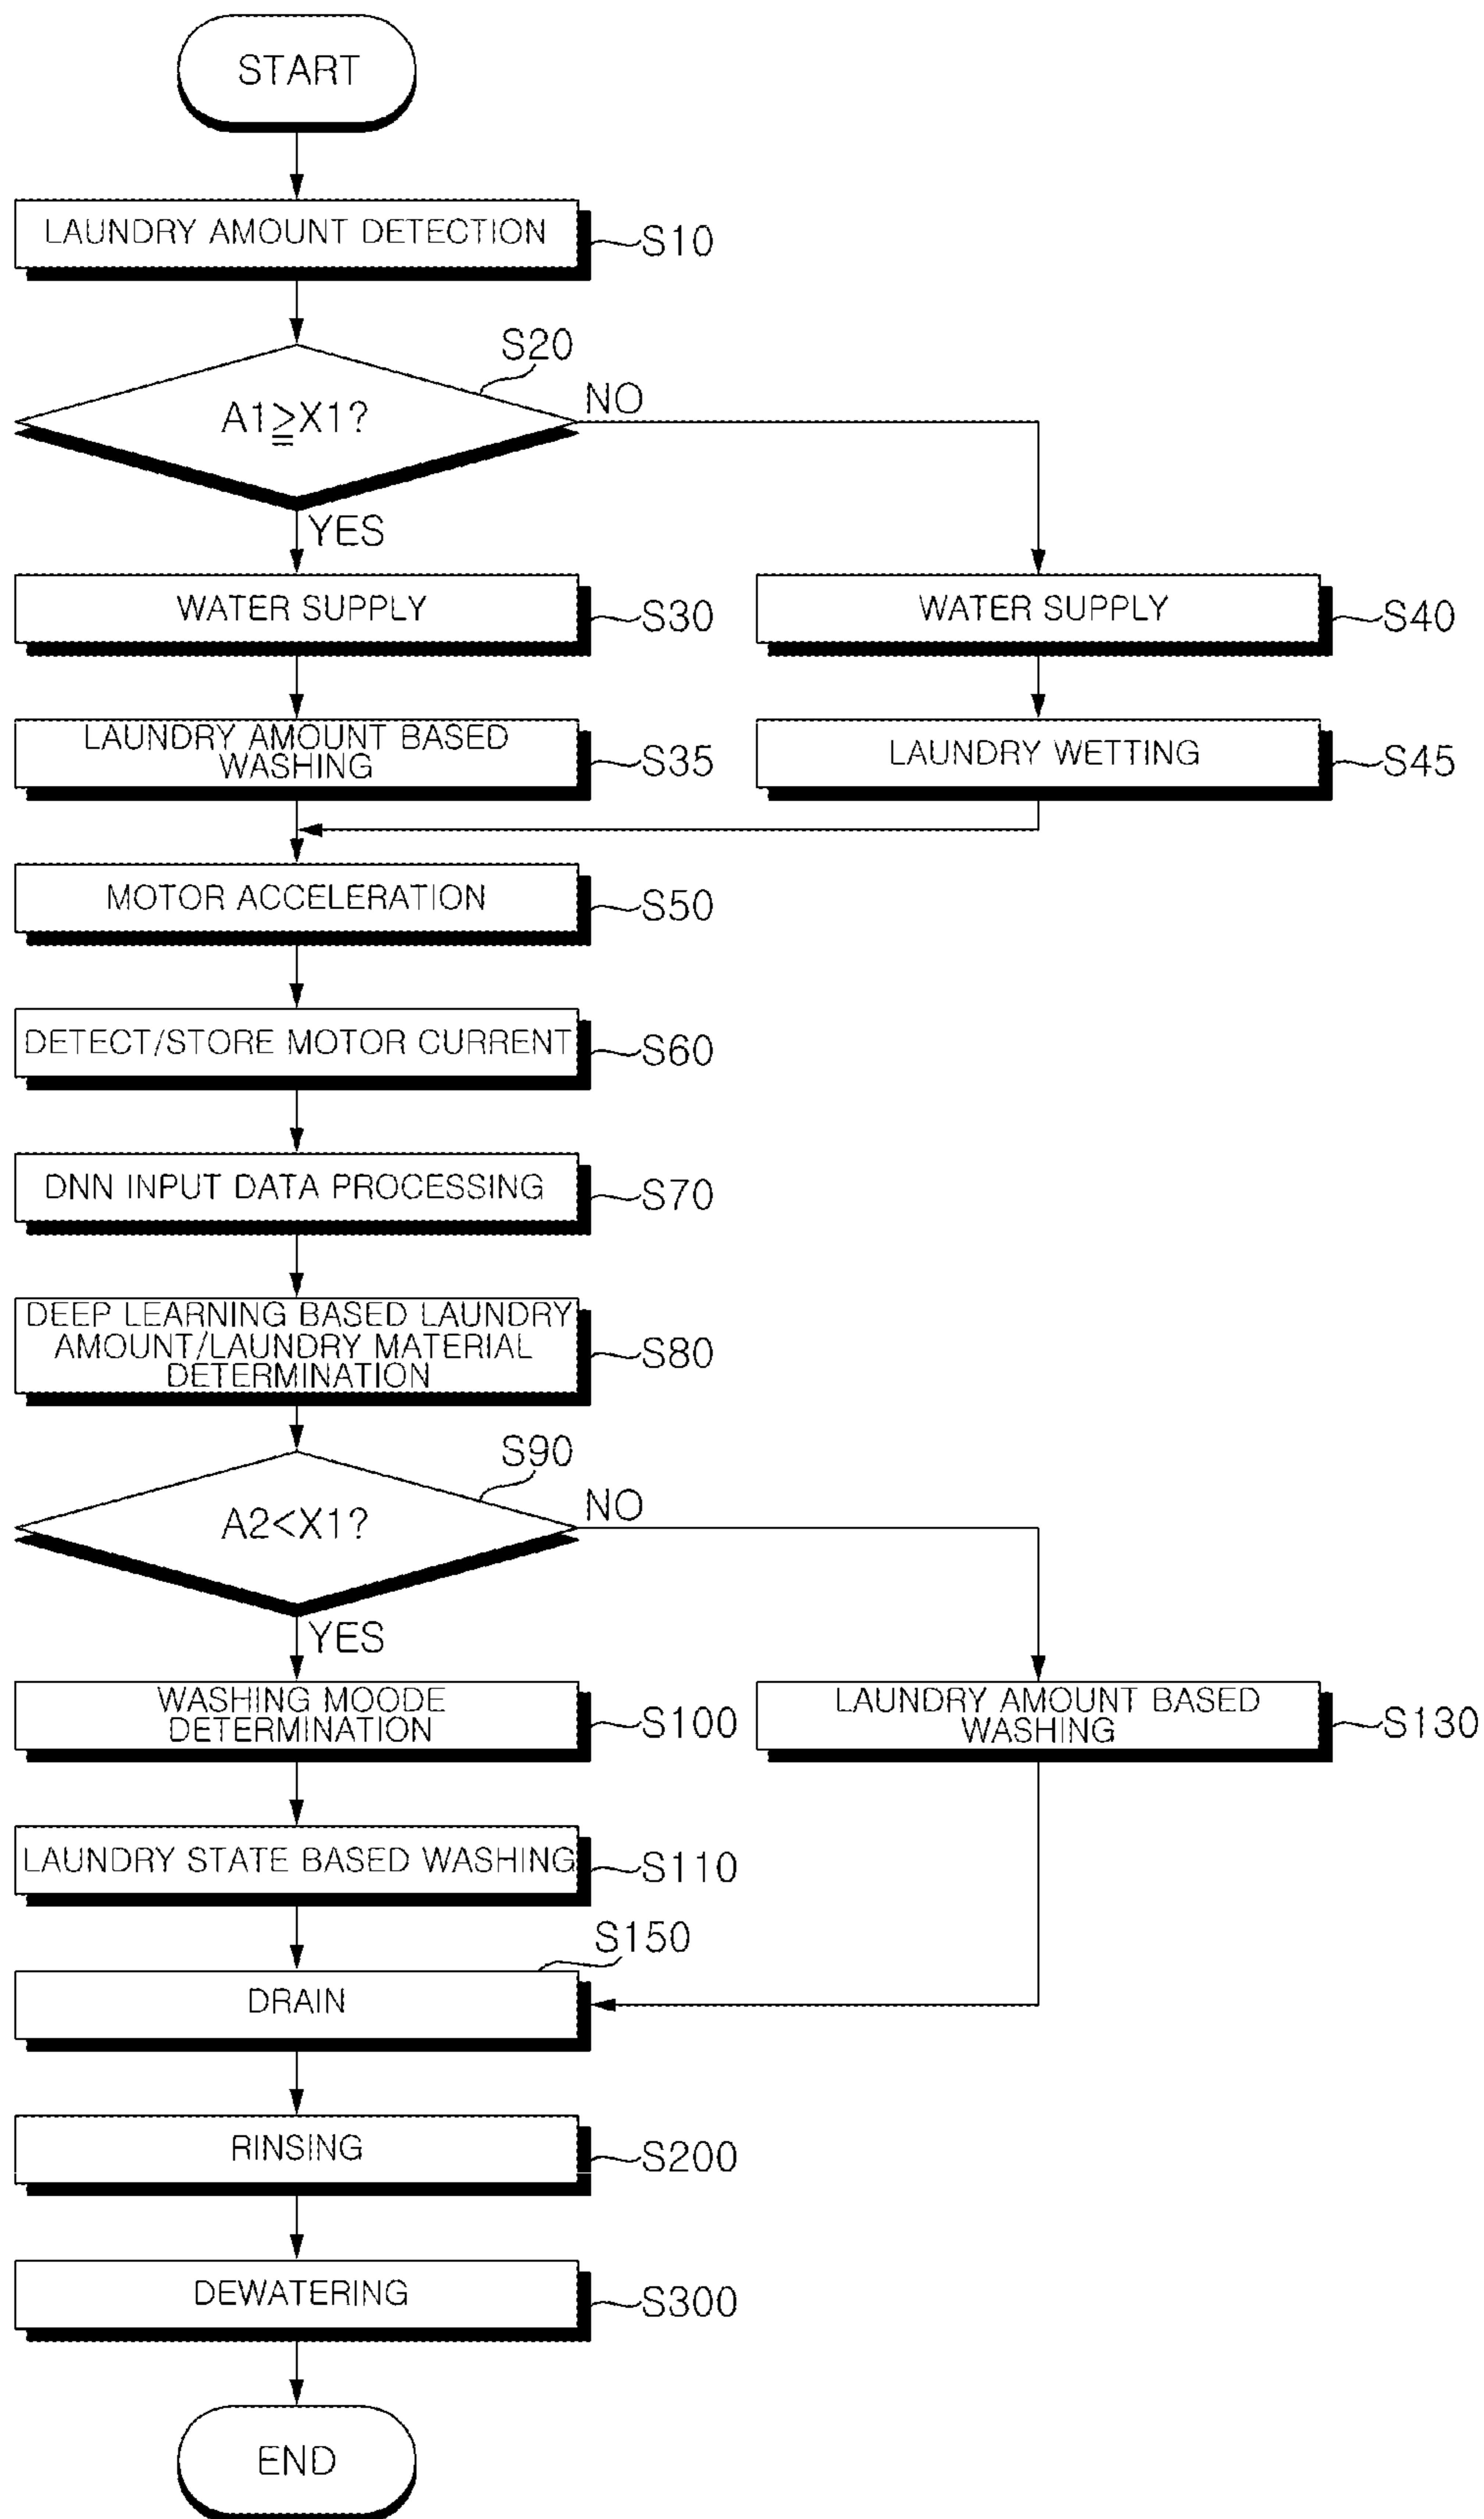 START
LAUNDRY AMOUNT DETECTION
S10
S20
A1≧X1?
NO
YES
WATER SUPPLY
S30
WATER SUPPLY
S40
LAUNDRY AMOUNT BASED
WASHING
S35
LAUNDRY WETTING
S45
MOTOR ACCELERATION
S50
DETECT/STORE MOTOR CURRENT
S60
DNN INPUT DATA PROCESSING
S70
DEEP LEARNING BASED LAUNDRY
AMOUNT/LAUNDRY MATERIAL
DETERMINATION
S80
S90
A2<X1?
NO
YES
WASHING MOODE
DETERMINATION
S100
LAUNDRY AMOUNT BASED
WASHING
S130
LAUNDRY STATE BASED WASHING
S110
S150
DRAIN
RINSING
S200
DEWATERING
S300
END